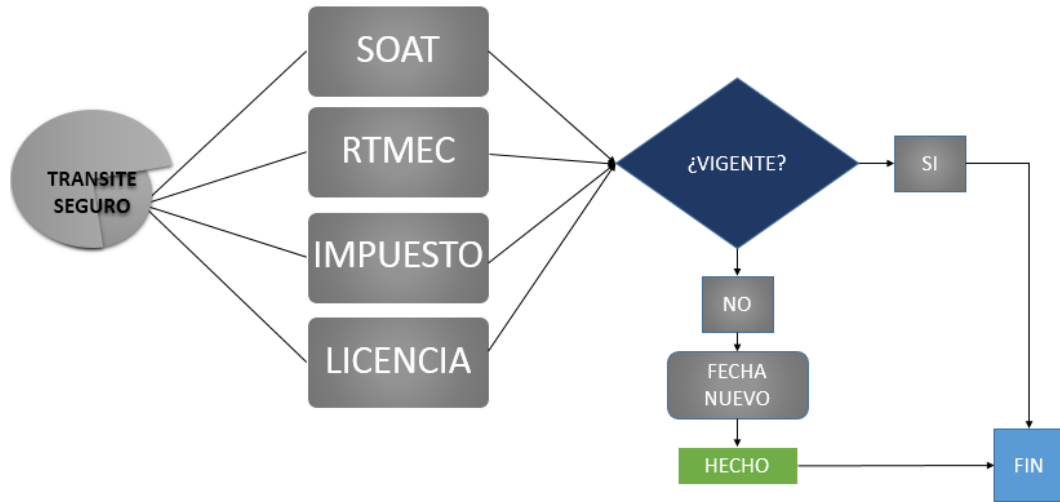 TRANSITE
SEGURO
SOAT
RTMEC
IMPUESTO
LICENCIA
¿VIGENTE?
SI
NO
FECHA
NUEVO
HECHO
FIN